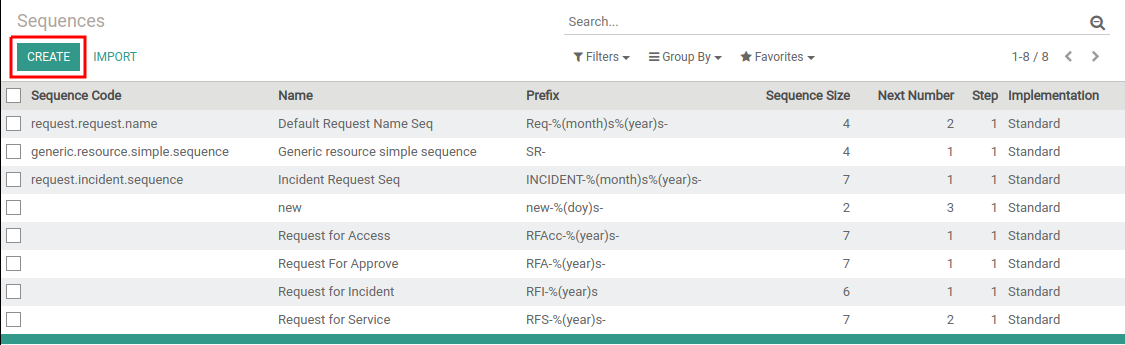 Sequences
Search...
CREATE IMPORT Filters Group By Favorites 1-8 / 8
Sequence Code Name Prefix Sequence Size Next Number Step Implementation
request.request.name Default Request Name Seq Req-%(month)s%(year)s- 4 2 1 Standard
generic.resource.simple.sequence Generic resource simple sequence SR- 4 1 1 Standard
request.incident.sequence Incident Request Seq INCIDENT-%(month)s%(year)s- 7 1 1 Standard
new new-%(doy)s- 2 3 1 Standard
Request for Access RFAcc-%(year)s- 7 1 1 Standard
Request For Approve RFA-%(year)s- 7 1 1 Standard
Request for Incident RFI-%(year)s 6 1 1 Standard
Request for Service RFS-%(year)s- 7 2 1 Standard